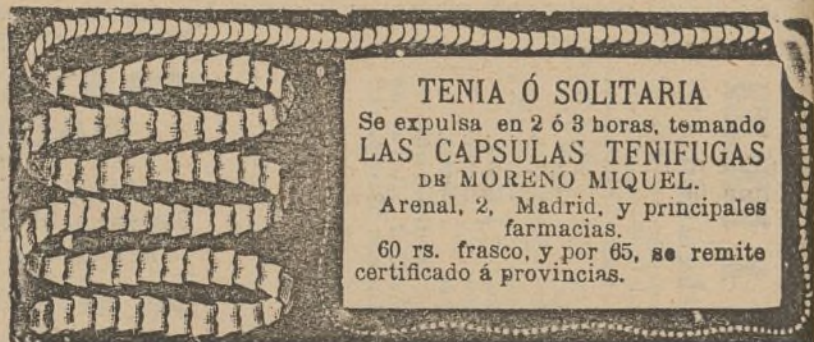 TENIA Ó SOLITARIA
Se expulsa en 2 ó 3 horas, tomando
LAS CAPSULAS TENIFUGAS
DE MORENO MIQUEL.
Arenal, 2, Madrid, y principales
farmacias.
60 rs. frasco, y por 65, se remite
certificado á provincias.